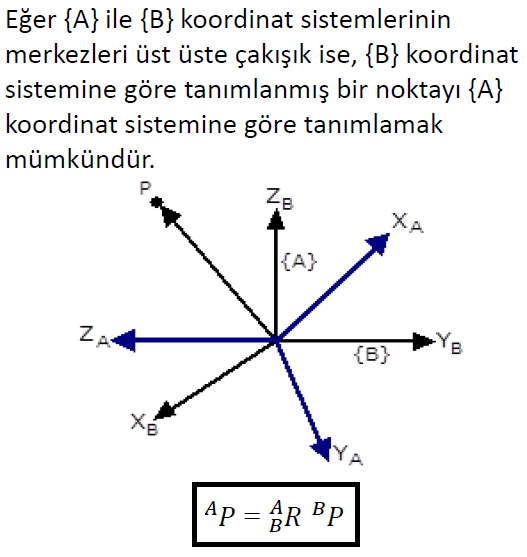 Eğer {A} ile {B} koordinat sistemlerinin
merkezleri üst üste çakışık ise, {B} koordinat
sistemine göre tanımlanmış bir noktayı {A}
koordinat sistemine göre tanımlamak
mümkündür.
P
Z_B
X_A
{A}
Z_A
Y_B
{B}
X_B
Y_A
^A P = ^A_B R ^B P